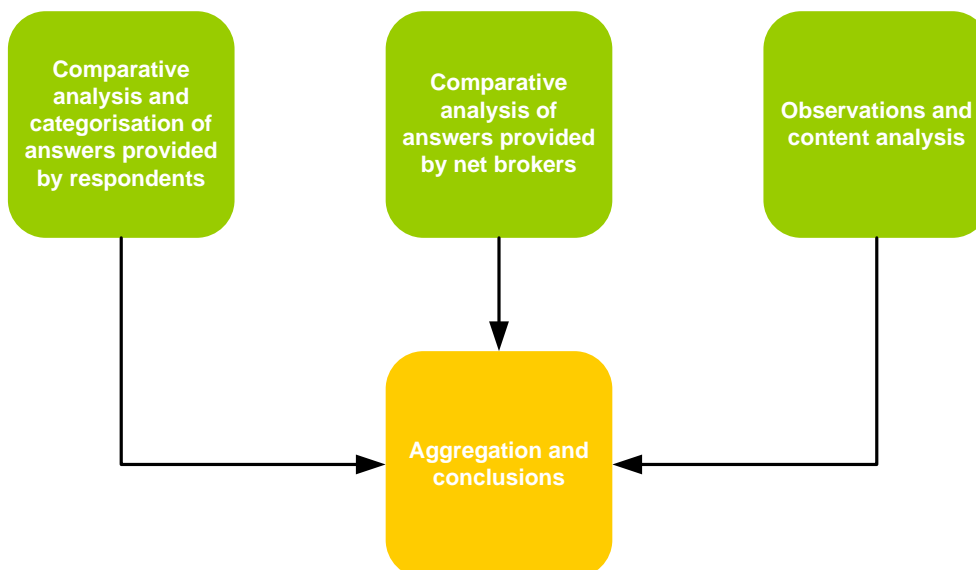 Comparative
analysis and
categorisation of
answers provided
by respondents
Comparative
analysis of
answers provided
by net brokers
Observations and
content analysis
Aggregation and
conclusions